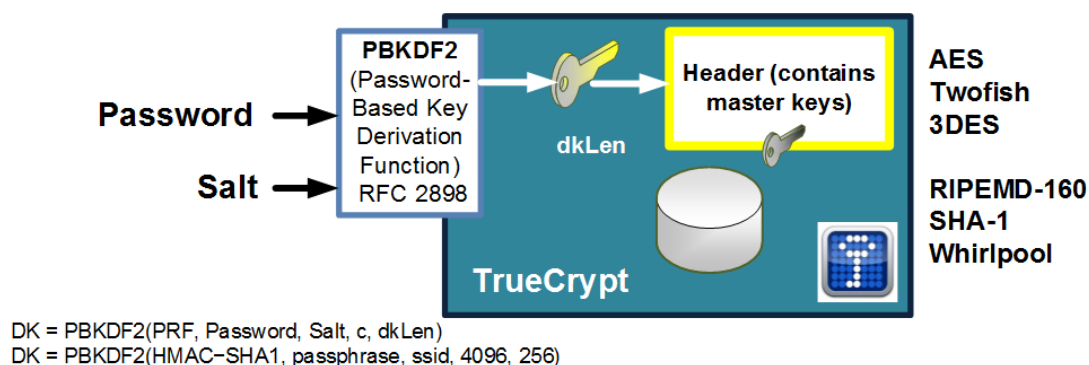 PBKDF2
(Password-
Based Key
Derivation
Function)
RFC 2898
Password
Salt
dkLen
Header (contains
master keys)
TrueCrypt
AES
Twofish
3DES
RIPEMD-160
SHA-1
Whirlpool
DK = PBKDF2(PRF, Password, Salt, c, dkLen)
DK = PBKDF2(HMAC−SHA1, passphrase, ssid, 4096, 256)